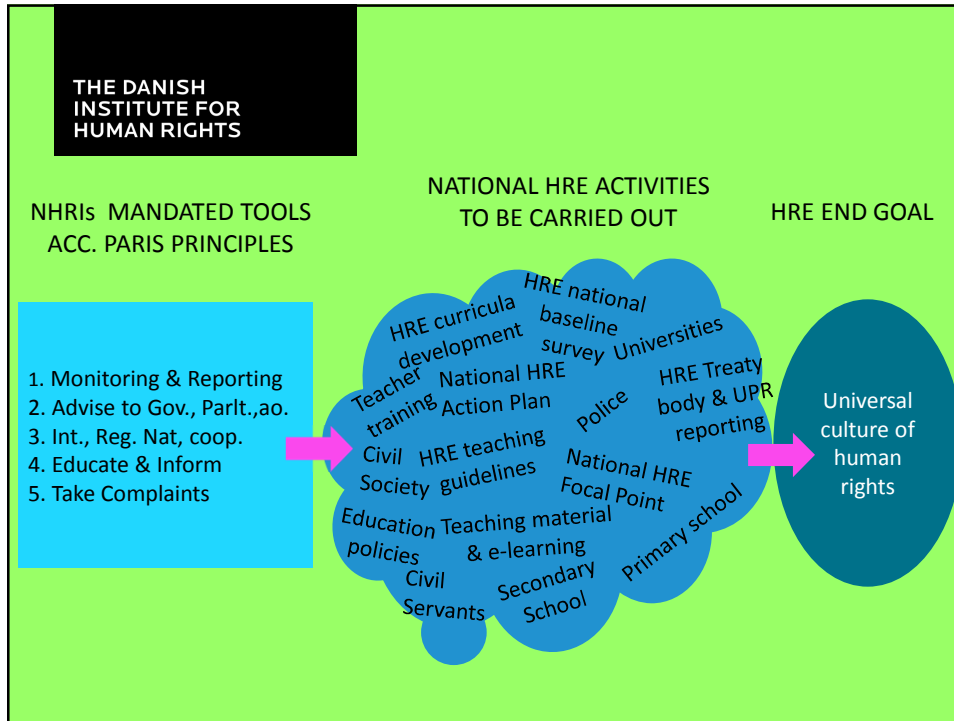 THE DANISH
INSTITUTE FOR
HUMAN RIGHTS
NHRIs MANDATED TOOLS
ACC. PARIS PRINCIPLES
NATIONAL HRE ACTIVITIES
TO BE CARRIED OUT
HRE END GOAL
1. Monitoring & Reporting
2. Advise to Gov., Parlt.,ao.
3. Int., Reg. Nat, coop.
4. Educate & Inform
5. Take Complaints
HRE curricula
development
HRE national
baseline
survey
Universities
Teacher
training
National HRE
Action Plan
Police
HRE Treaty
body & UPR
reporting
Civil
Society
HRE teaching
guidelines
National HRE
Focal Point
Education
policies
Teaching material
& e-learning
Primary school
Civil
Servants
Secondary
School
Universal
culture of
human
rights